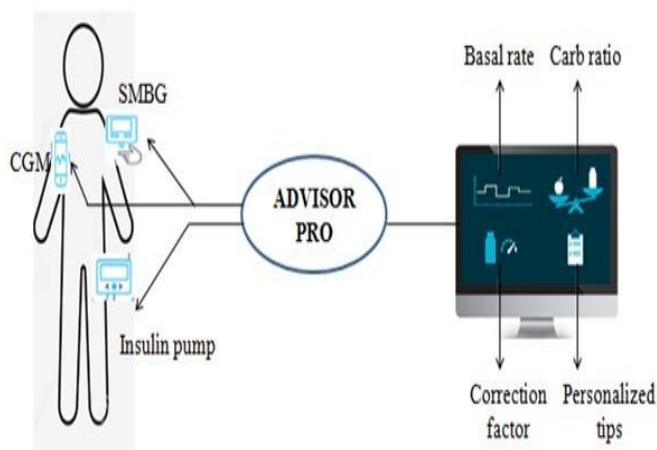 SMBG
CGM
Insulin pump
ADVISOR
PRO
Basal rate
Carb ratio
Correction
factor
Personalized
tips